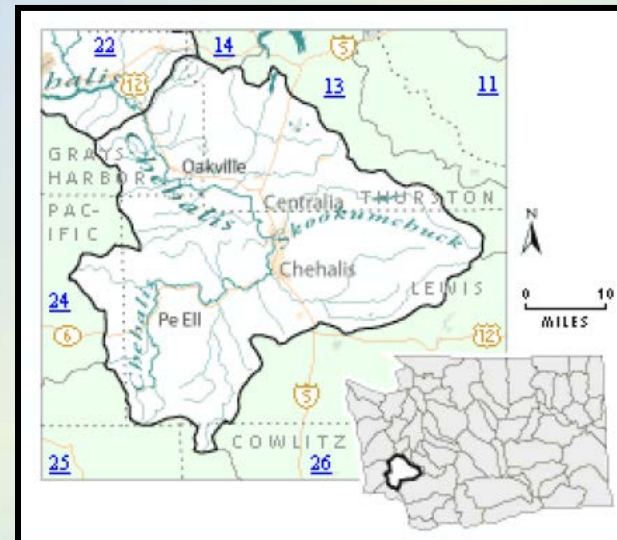 22
14
5
12
13
11
halis
GRAYS
HARBOR
Oakville
Chehalis
PAC-
IFIC
Centralia
THURSTON
Skookumchuck
Chehalis
LEWIS
24
Chehalis
Pe Ell
6
12
5
COWLITZ
25
26
N
0 10
MILES